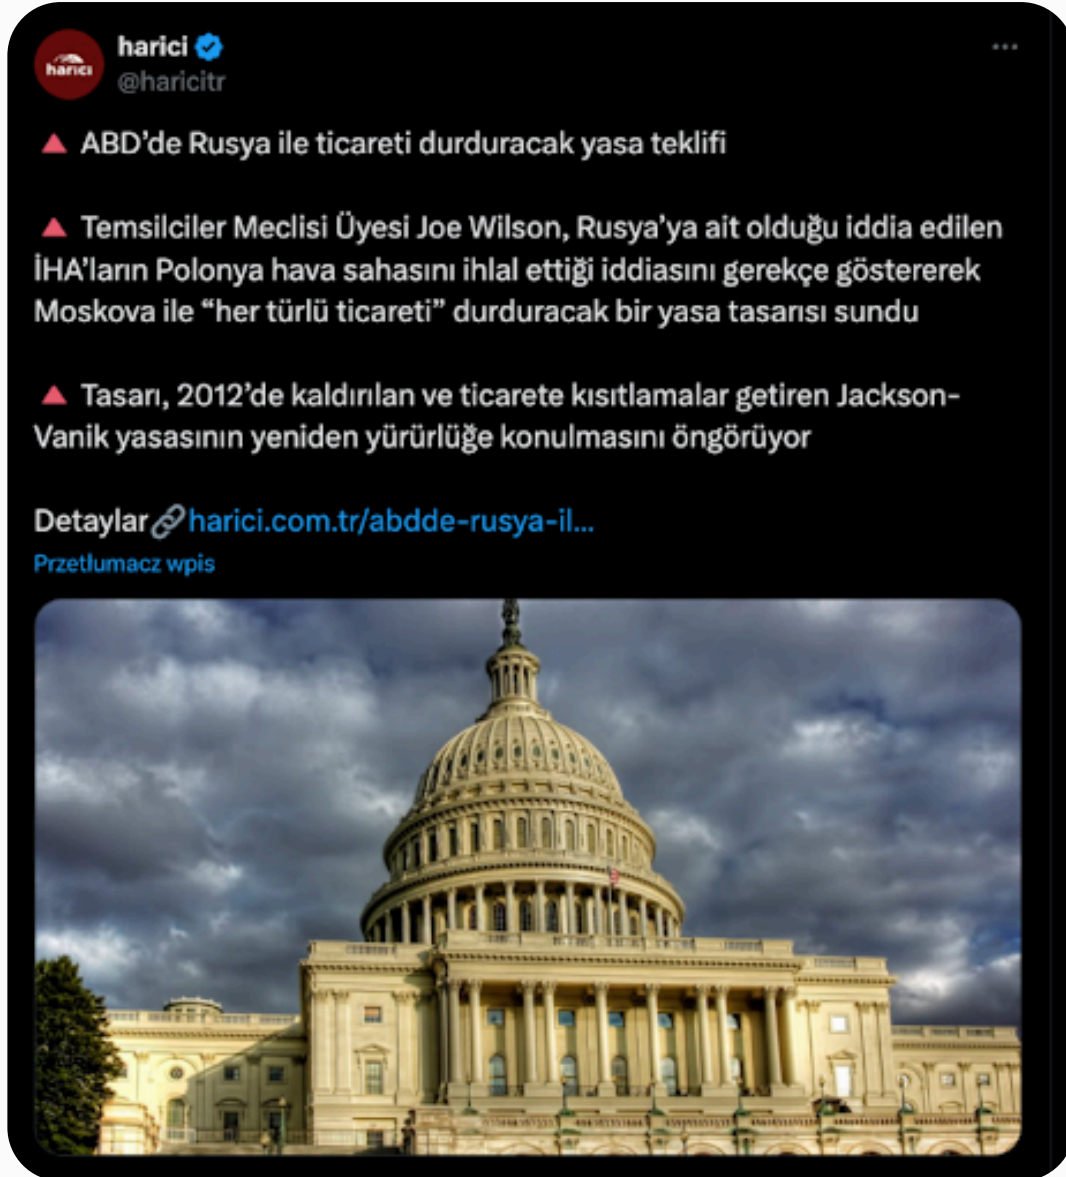 harici
harici
@haricitr
🔺 ABD’de Rusya ile ticareti durduracak yasa teklifi
🔺 Temsilciler Meclisi Üyesi Joe Wilson, Rusya’ya ait olduğu iddia edilen
İHA’ların Polonya hava sahasını ihlal ettiği iddiasını gerekçe göstererek
Moskova ile “her türlü ticareti” durduracak bir yasa tasarısı sundu
🔺 Tasarı, 2012’de kaldırılan ve ticarete kısıtlamalar getiren Jackson-
Vanik yasasının yeniden yürürlüğe konulmasını öngörüyor
Detaylar🔗harici.com.tr/abdde-rusya-il...
Przetłumacz wpis